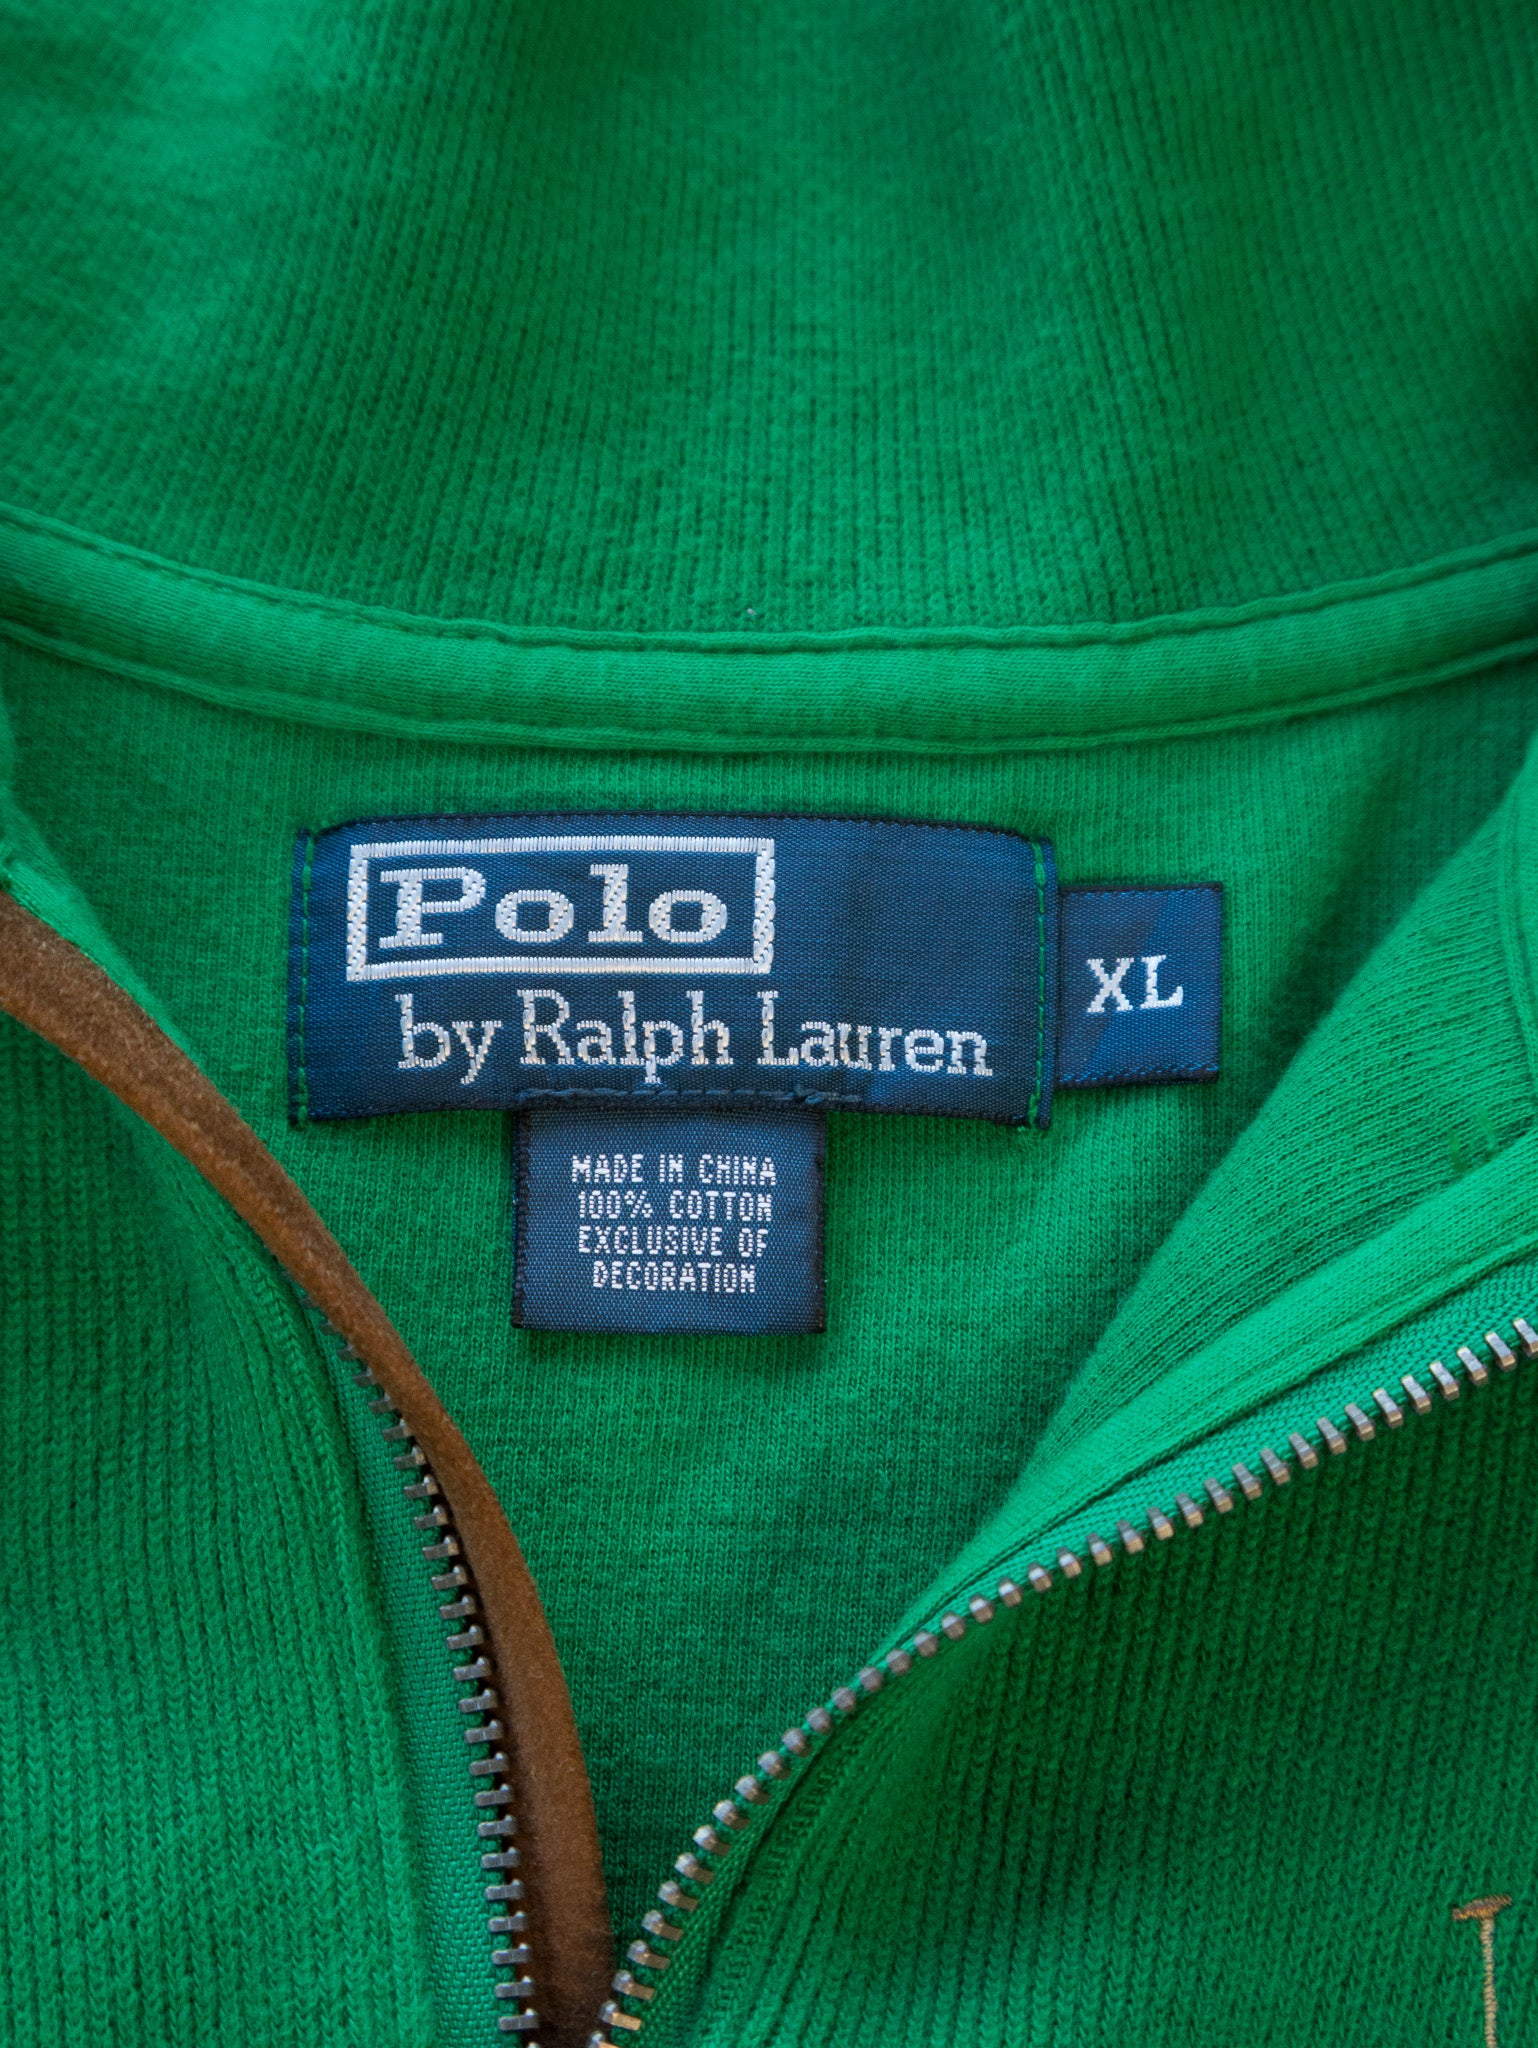 Polo
by Ralph Lauren
XL
MADE IN CHINA
100% COTTON
EXCLUSIVE OF
DECORATION